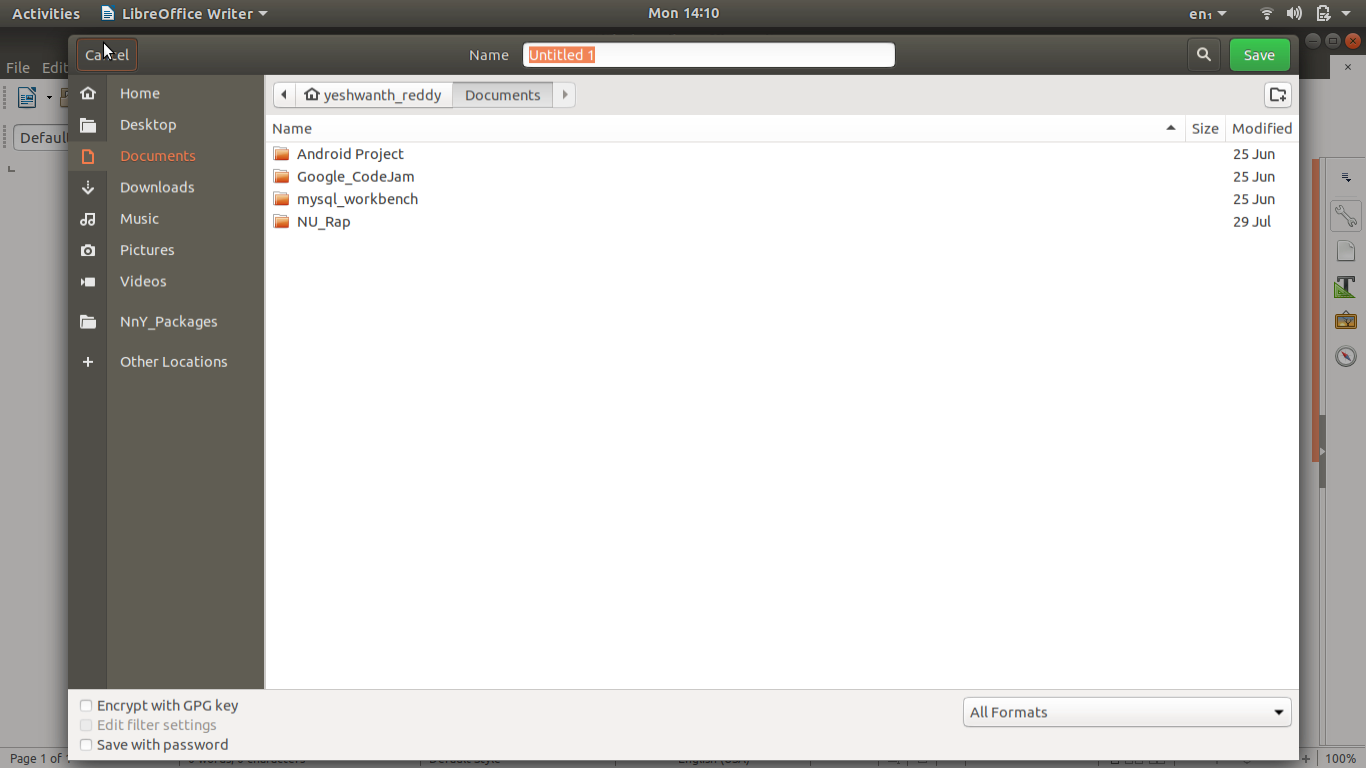 Activities LibreOffice Writer Mon 14:10 en₁
Cancel Name Untitled 1 Save
File Edit
Home
yeshwanth_reddy Documents
Desktop
Default
Name Size Modified
Documents
Android Project 25 Jun
Google_CodeJam 25 Jun
Downloads
mysql_workbench 25 Jun
Music
NU_Rap 29 Jul
Pictures
Videos
NnY_Packages
Other Locations
Encrypt with GPG key
All Formats
Edit filter settings
Save with password
Page 1 of 100%